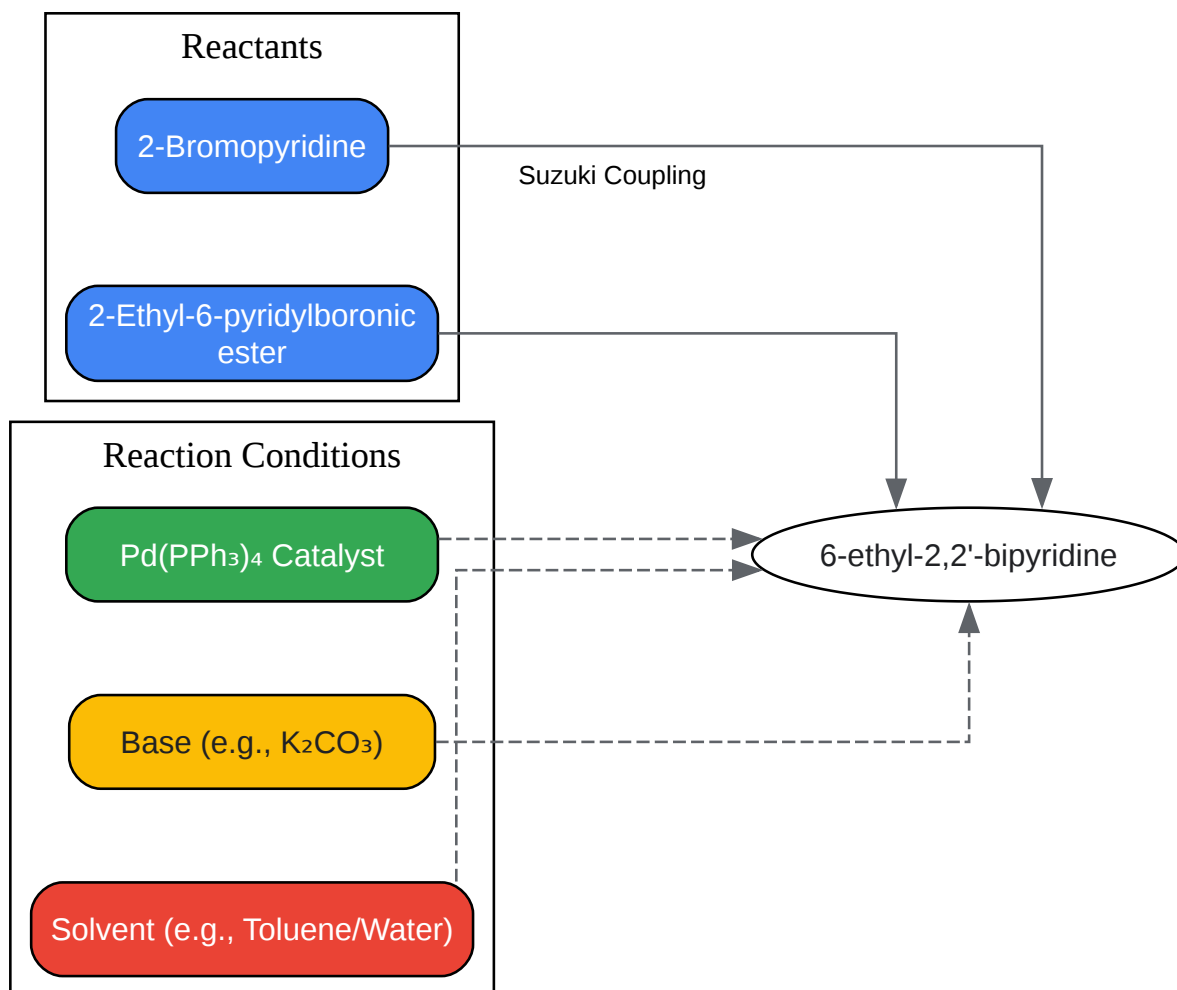 Reactants
2-Bromopyridine
Suzuki Coupling
2-Ethyl-6-pyridylboronic
ester
Reaction Conditions
Pd(PPh₃)₄ Catalyst
6-ethyl-2,2'-bipyridine
Base (e.g., K₂CO₃)
Solvent (e.g., Toluene/Water)